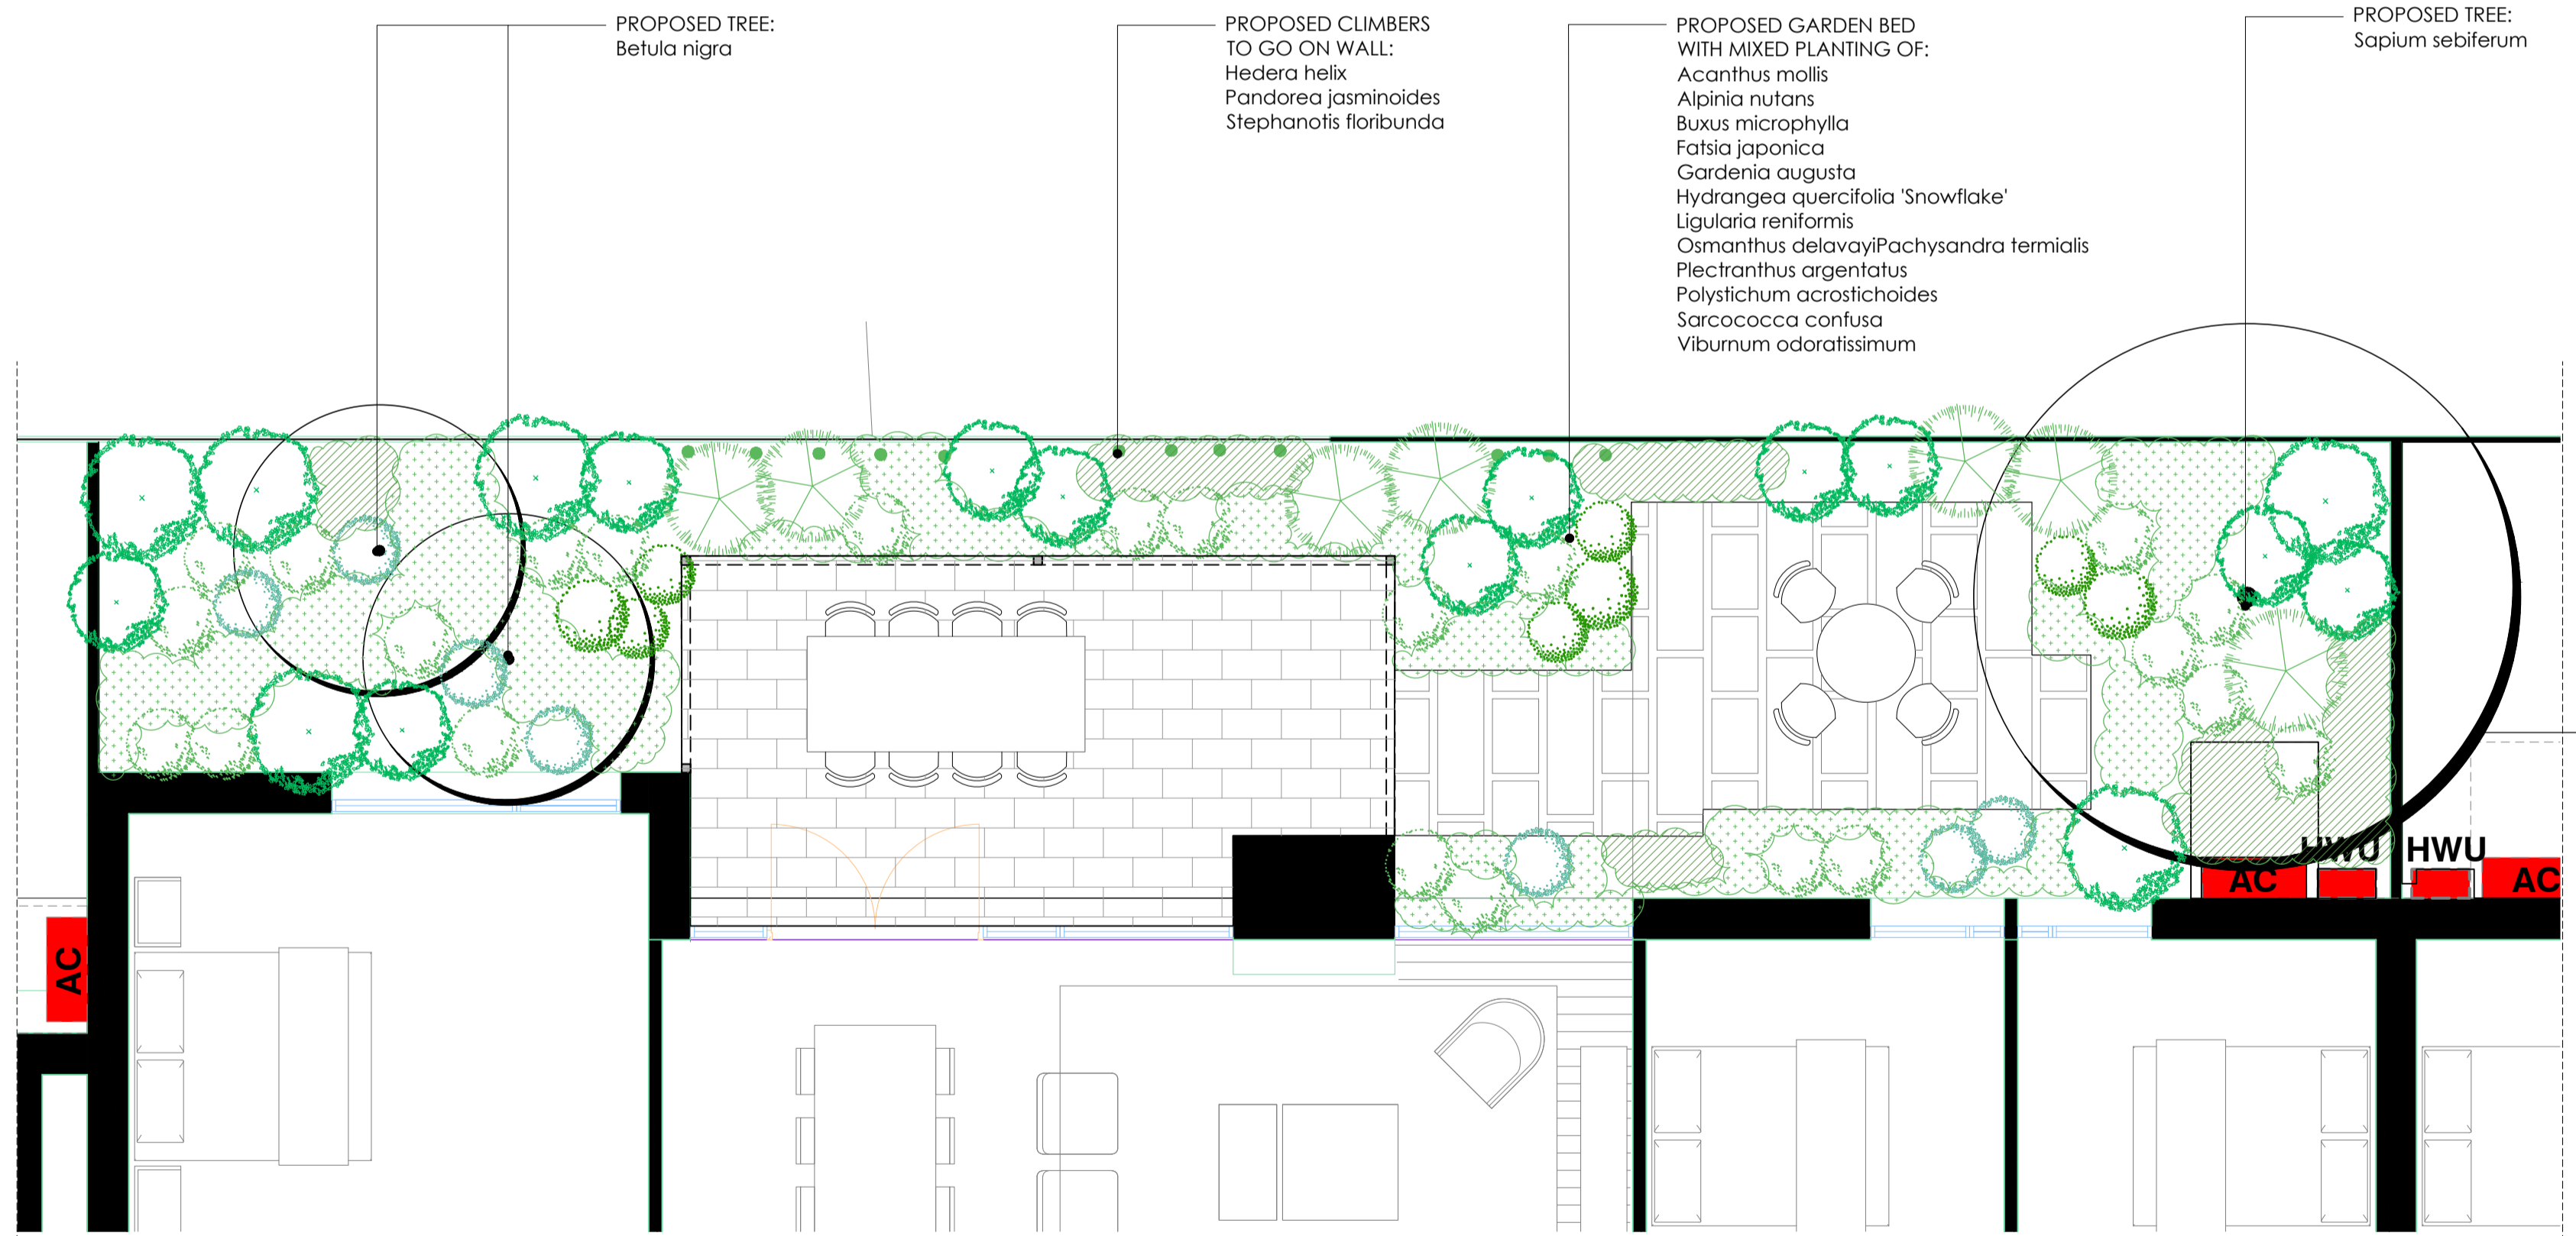 PROPOSED TREE:
Betula nigra
PROPOSED CLIMBERS
TO GO ON WALL:
Hedera helix
Pandorea jasminoides
Stephanotis floribunda
PROPOSED GARDEN BED
WITH MIXED PLANTING OF:
Acanthus mollis
Alpinia nutans
Buxus microphylla
Fatsia japonica
Gardenia augusta
Hydrangea quercifolia 'Snowflake'
Ligularia reniformis
Osmanthus delavayiPachysandra termialis
Plectranthus argentatus
Polystichum acrostichoides
Sarcococca confusa
Viburnum odoratissimum
PROPOSED TREE:
Sapium sebiferum
HWU
HWU
AC
AC
AC